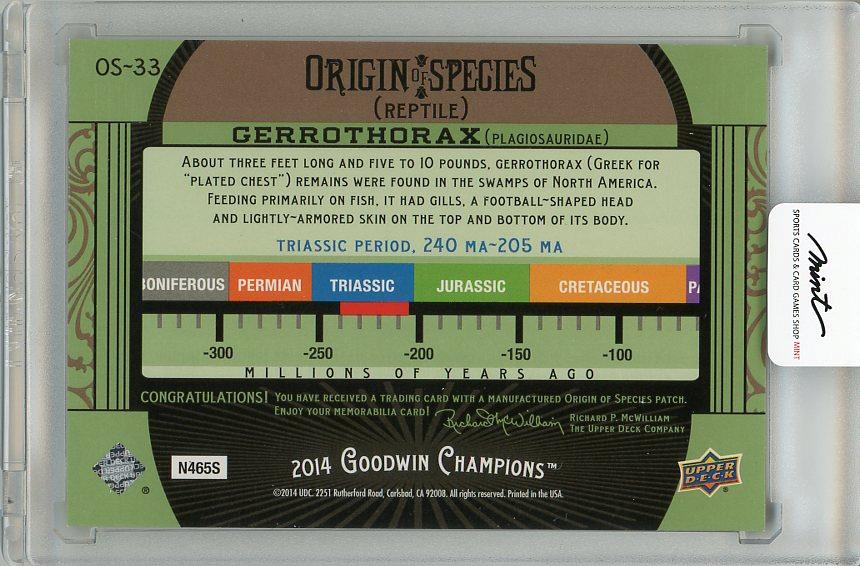 OS-33
ORIGIN OF SPECIES
(REPTILE)
GERROTHORAX (PLAGIOSAURIDAE)
ABOUT THREE FEET LONG AND FIVE TO 10 POUNDS, GERROTHORAX (GREEK FOR
"PLATED CHEST") REMAINS WERE FOUND IN THE SWAMPS OF NORTH AMERICA.
FEEDING PRIMARILY ON FISH, IT HAD GILLS, A FOOTBALL-SHAPED HEAD
AND LIGHTLY-ARMORED SKIN ON THE TOP AND BOTTOM OF ITS BODY.
TRIASSIC PERIOD, 240 MA-205 MA
BONIFEROUS PERMIAN TRIASSIC JURASSIC CRETACEOUS PA
-300 -250 -200 -150 -100
MILLIONS OF YEARS AGO
CONGRATULATIONS! YOU HAVE RECEIVED A TRADING CARD WITH A MANUFACTURED ORIGIN OF SPECIES PATCH.
ENJOY YOUR MEMORABILIA CARD! Richard McWilliam RICHARD P. MCWILLIAM
THE UPPER DECK COMPANY
N465S
2014 GOODWIN CHAMPIONS™
©2014 UDC. 2251 Rutherford Road, Carlsbad, CA 92008. All rights reserved. Printed in the USA.
UPPER
DECK
®
®
mint
SPORTS CARDS & CARD GAMES SHOP MINT